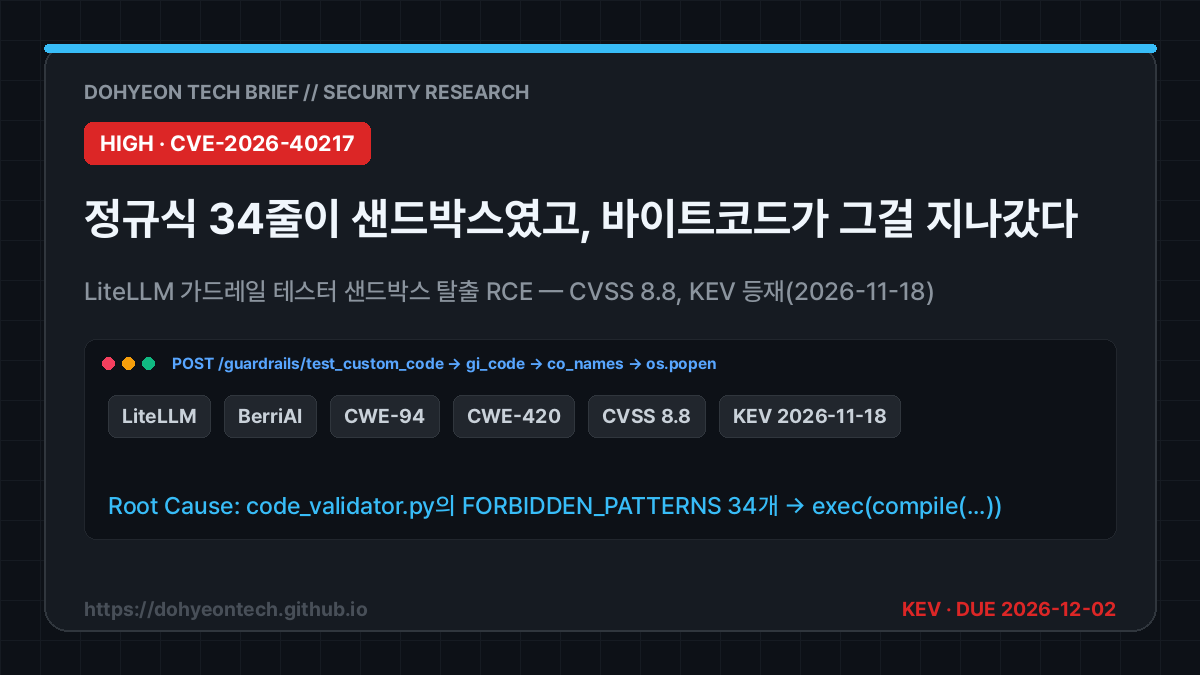 DOHYEON TECH BRIEF // SECURITY RESEARCH
HIGH · CVE-2026-40217
정규식 34줄이 샌드박스였고, 바이트코드가 그걸 지나갔다
LiteLLM 가드레일 테스터 샌드박스 탈출 RCE — CVSS 8.8, KEV 등재(2026-11-18)
POST /guardrails/test_custom_code → gi_code → co_names → os.popen
LiteLLM BerriAI CWE-94 CWE-420 CVSS 8.8 KEV 2026-11-18
Root Cause: code_validator.py의 FORBIDDEN_PATTERNS 34개 → exec(compile(...))
https://dohyeontech.github.io KEV · DUE 2026-12-02